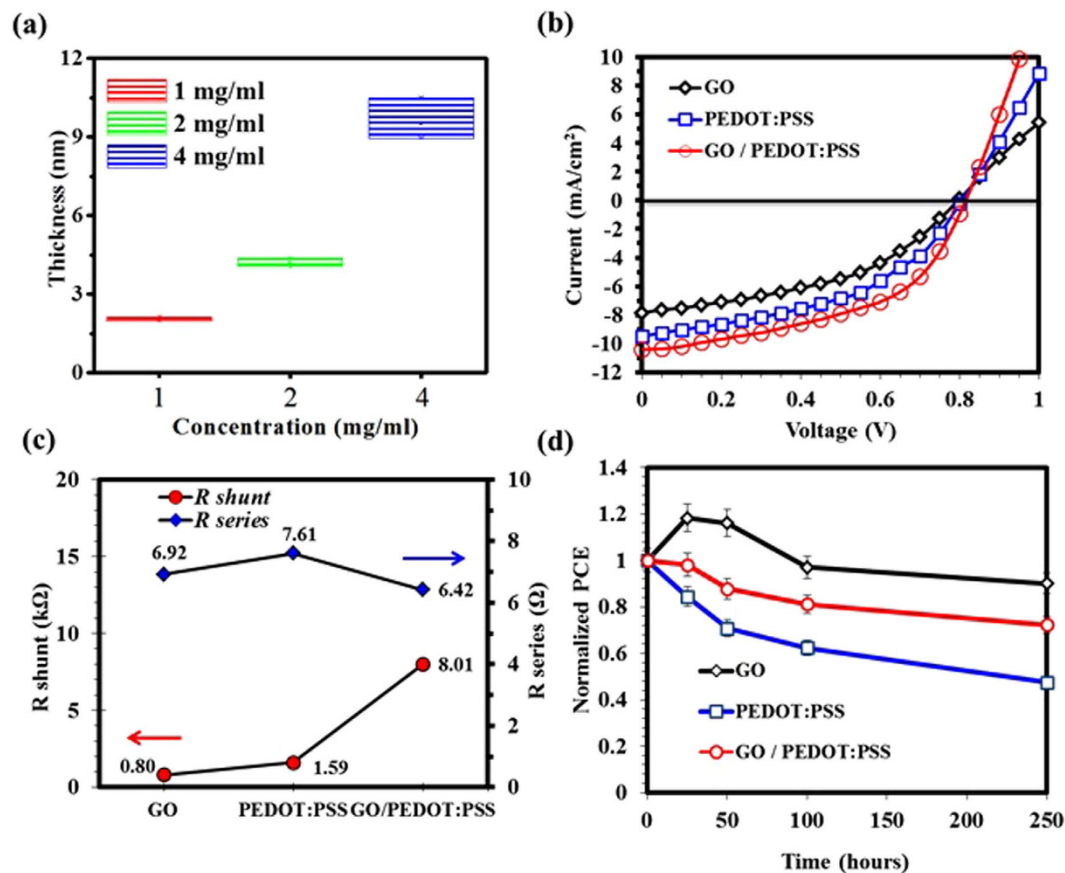 (a)
12
9
6
3
0
Thickness (nm)
1 mg/ml
2 mg/ml
4 mg/ml
1
2
4
Concentration (mg/ml)
(b)
10
8
6
4
2
0
-2
-4
-6
-8
-10
-12
Current (mA/cm²)
GO
PEDOT:PSS
GO / PEDOT:PSS
0
0.2
0.4
0.6
0.8
1
Voltage (V)
(c)
20
15
10
5
0
R shunt (kΩ)
R shunt
R series
6.92
7.61
6.42
8.01
0.80
1.59
10
8
6
4
2
0
R series (Ω)
GO
PEDOT:PSS
GO/PEDOT:PSS
(d)
1.4
1.2
1
0.8
0.6
0.4
0.2
0
Normalized PCE
GO
PEDOT:PSS
GO / PEDOT:PSS
0
50
100
150
200
250
Time (hours)